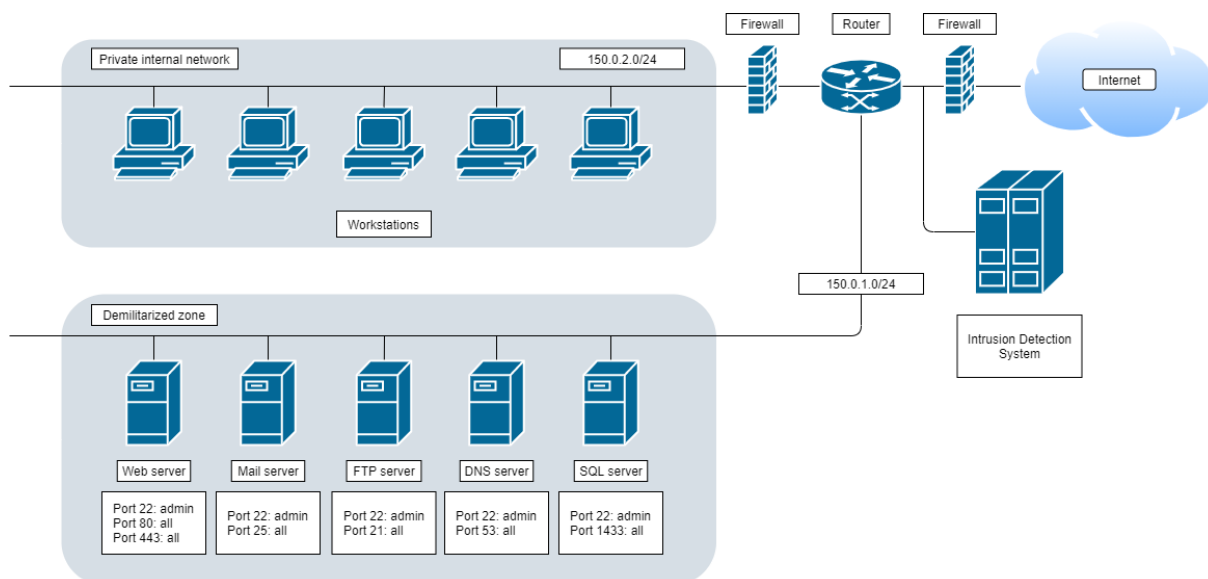 Firewall
Router
Firewall
Private internal network
150.0.2.0/24
Internet
Workstations
150.0.1.0/24
Demilitarized zone
Intrusion Detection
System
Web server
Mail server
FTP server
DNS server
SQL server
Port 22: admin
Port 80: all
Port 443: all
Port 22: admin
Port 25: all
Port 22: admin
Port 21: all
Port 22: admin
Port 53: all
Port 22: admin
Port 1433: all